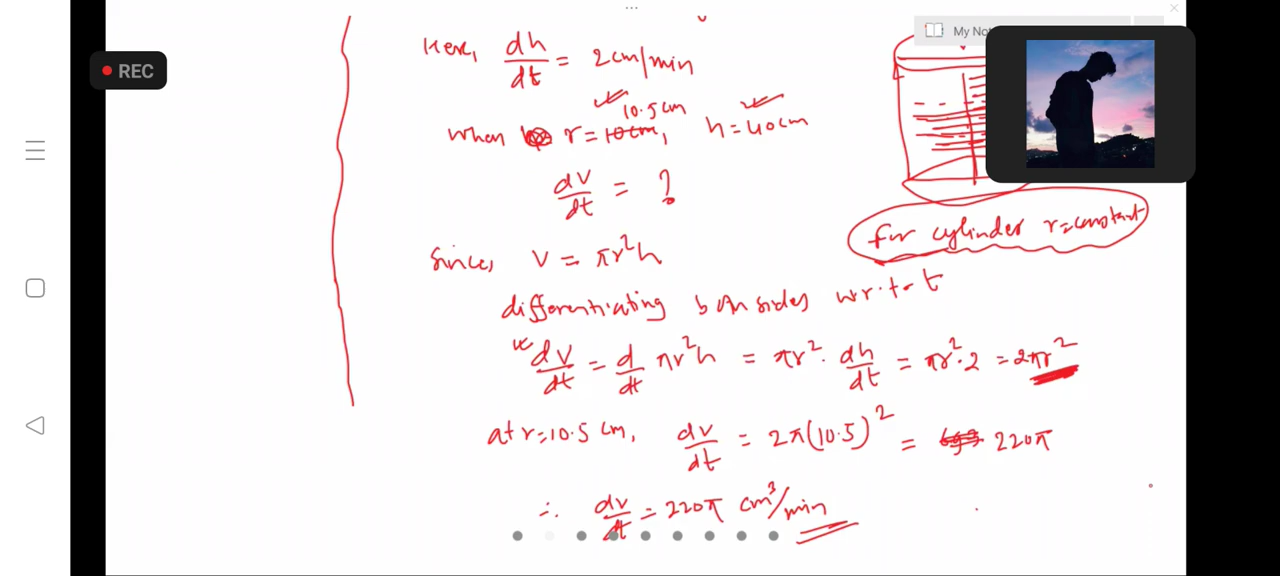 REC
My Not
Here, dh/dt = 2cm/min
10.5cm
When r = 10cm, h = 40cm
dv/dt = ?
for cylinder r=constant
Since, v = πr²h
differentiating both sides w.r.to t
dv/dt = d/dt πr²h = πr² · dh/dt = πr²·2 = 2πr²
at r=10.5 cm, dv/dt = 2π(10.5)² = 220π
∴ dv/dt = 220π cm³/min